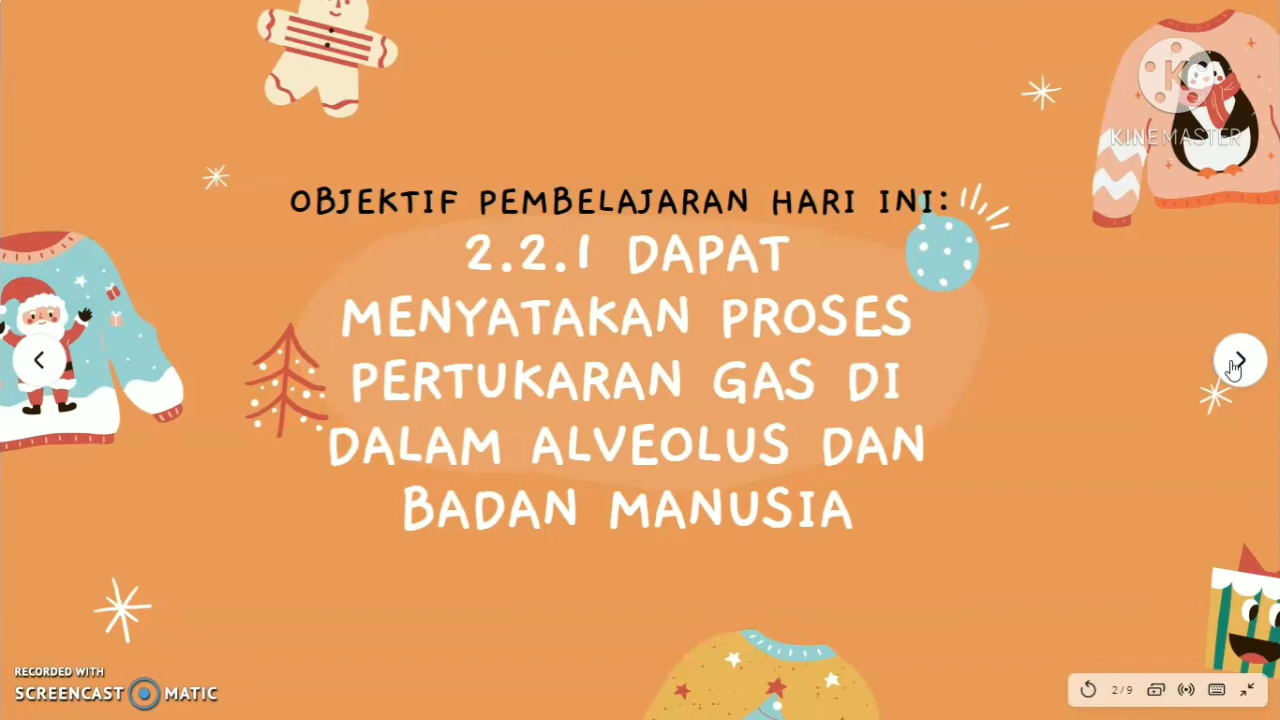 KINEMASTER
OBJEKTIF PEMBELAJARAN HARI INI:
2.2.1 DAPAT
MENYATAKAN PROSES
PERTUKARAN GAS DI
DALAM ALVEOLUS DAN
BADAN MANUSIA
RECORDED WITH
SCREENCAST MATIC
2/9